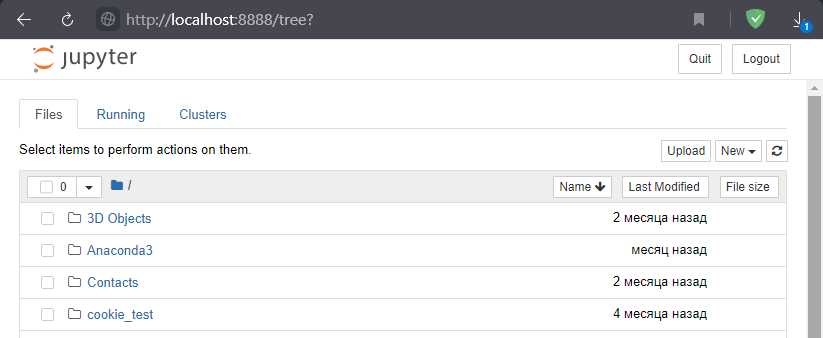 http://localhost:8888/tree?
1
jupyter
Quit Logout
Files Running Clusters
Select items to perform actions on them.
Upload New
0 / Name Last Modified File size
3D Objects 2 месяца назад
Anaconda3 месяц назад
Contacts 2 месяца назад
cookie_test 4 месяца назад